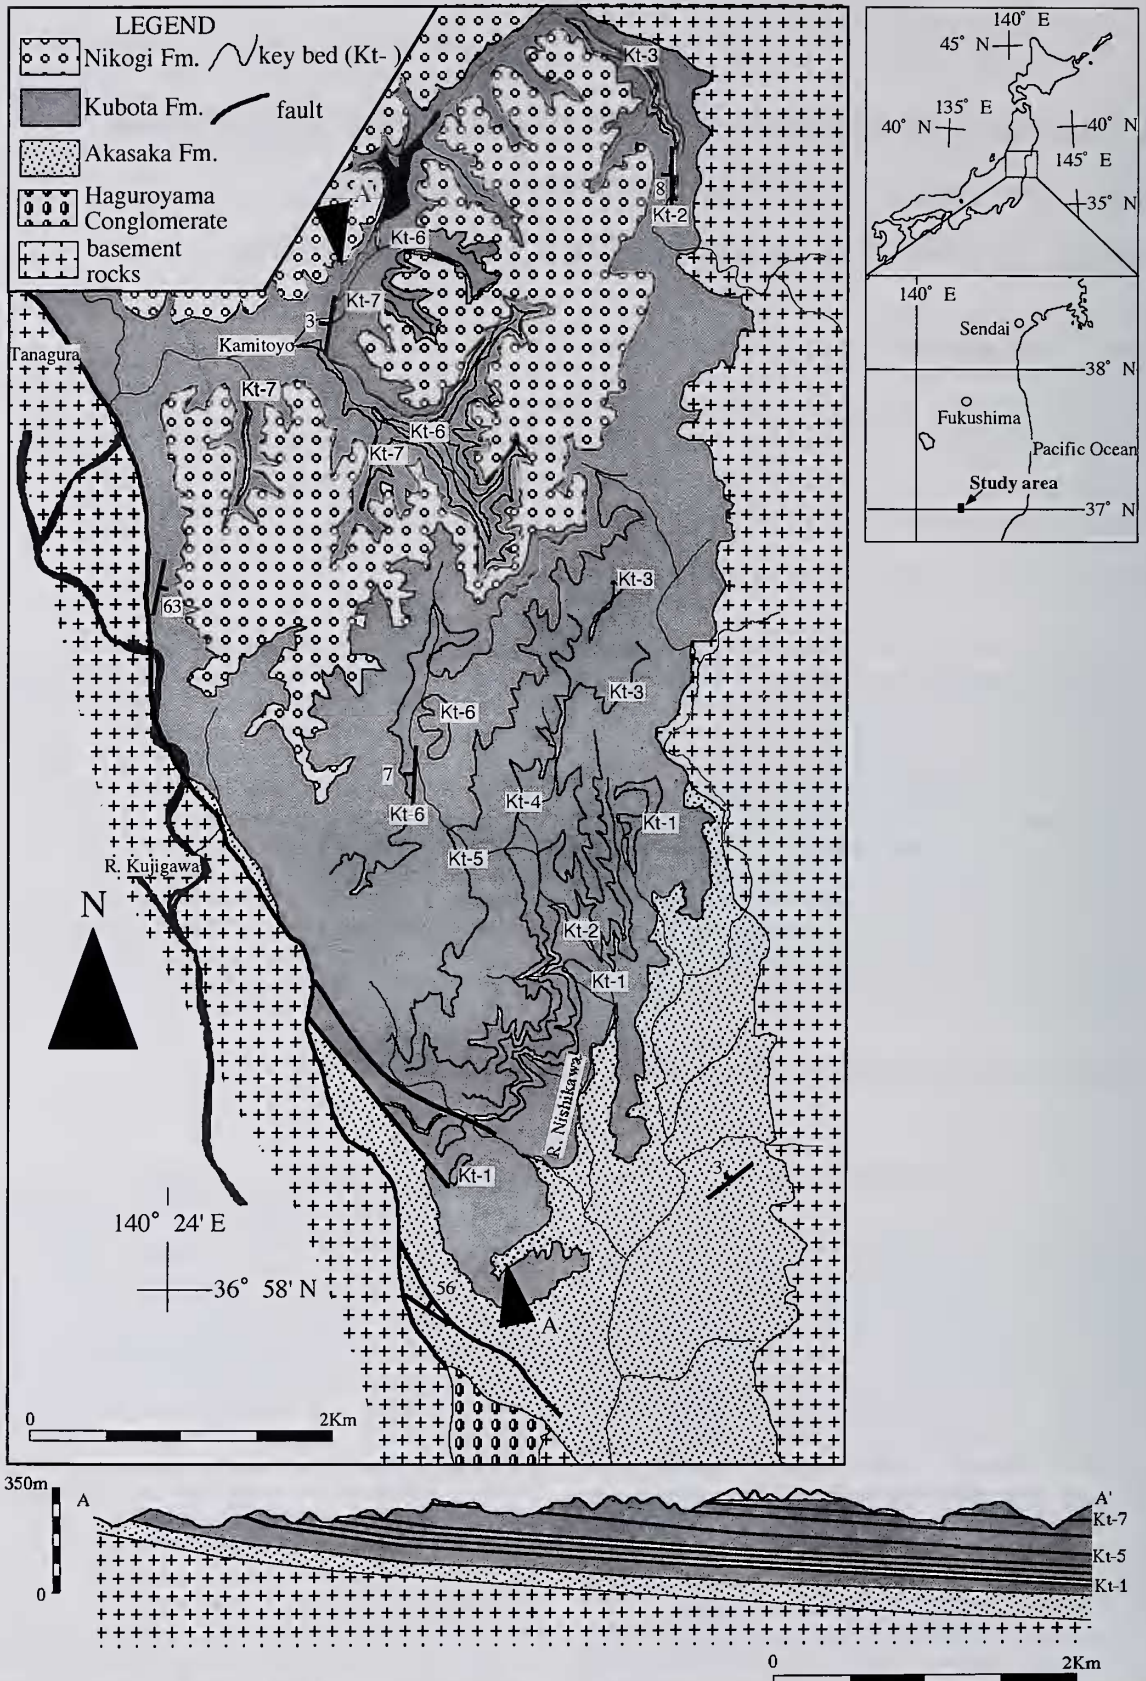 LEGEND
Nikogi Fm.
key bed (Kt- )
Kubota Fm.
fault
Akasaka Fm.
Haguroyama
Conglomerate
basement
rocks
A'
Kt-3
8
Kt-2
Kt-6
Kt-7
3
Kamitoyo
Tanagura
Kt-7
Kt-6
Kt-7
63
Kt-3
Kt-3
Kt-6
7
Kt-6
Kt-4
Kt-1
Kt-5
R. Kujigawa
N
Kt-2
Kt-1
R. Nishikawa
Kt-1
3
140° 24' E
36° 58' N
56
A
0
2Km
140° E
45° N
135° E
40° N
40° N
145° E
35° N
140° E
Sendai
38° N
Fukushima
Pacific Ocean
Study area
37° N
350m
A
A'
Kt-7
Kt-5
Kt-1
0
0
2Km